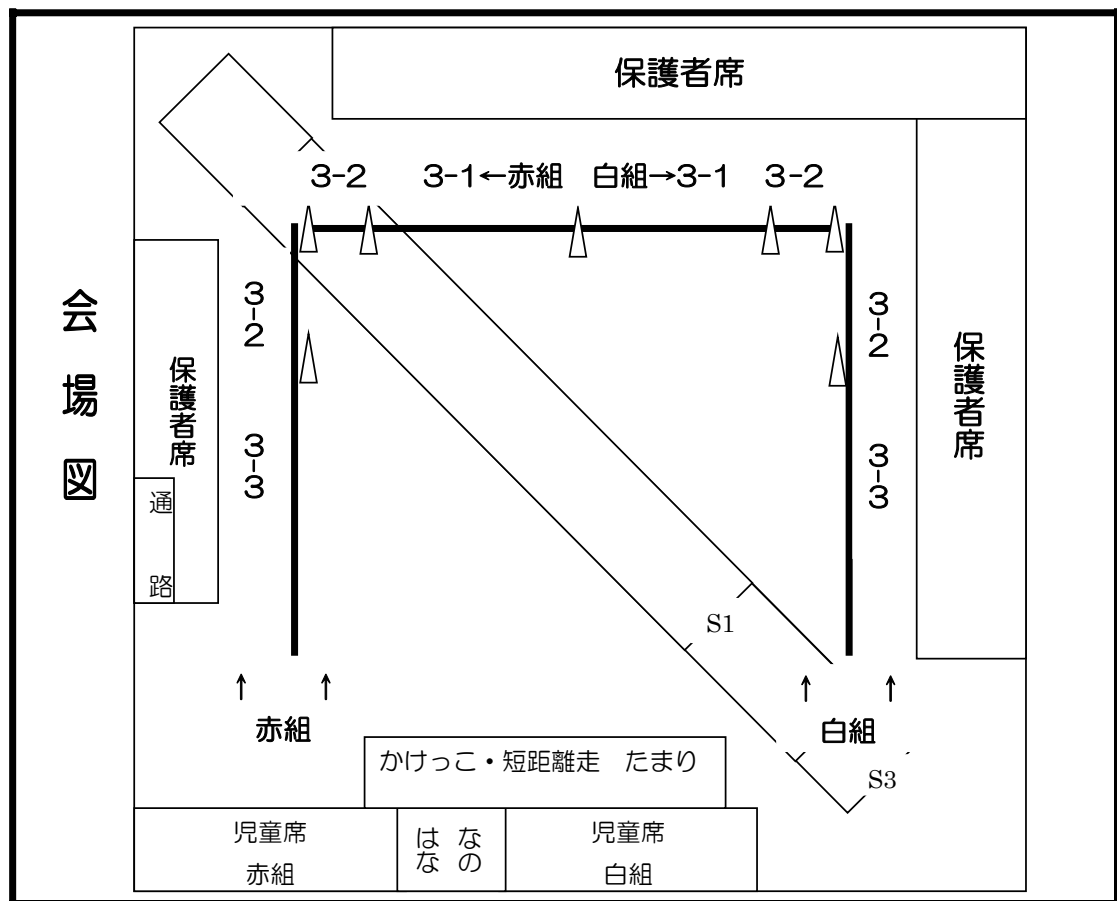 会場図
保護者席
3-2 3-1←赤組 白組→3-1 3-2
3-2
3-2
保護者席
保護者席
3-3
3-3
通路
S1
↑ ↑
↑ ↑
赤組
白組
かけっこ・短距離走 たまり
S3
児童席
赤組
なの
はな
児童席
白組